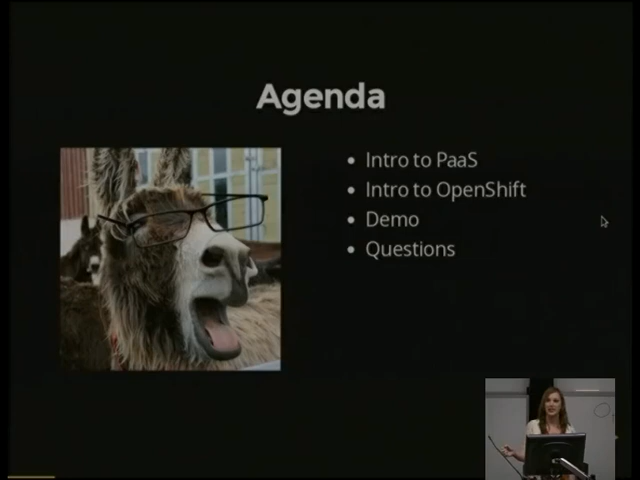 Agenda
Intro to PaaS
Intro to OpenShift
Demo
Questions